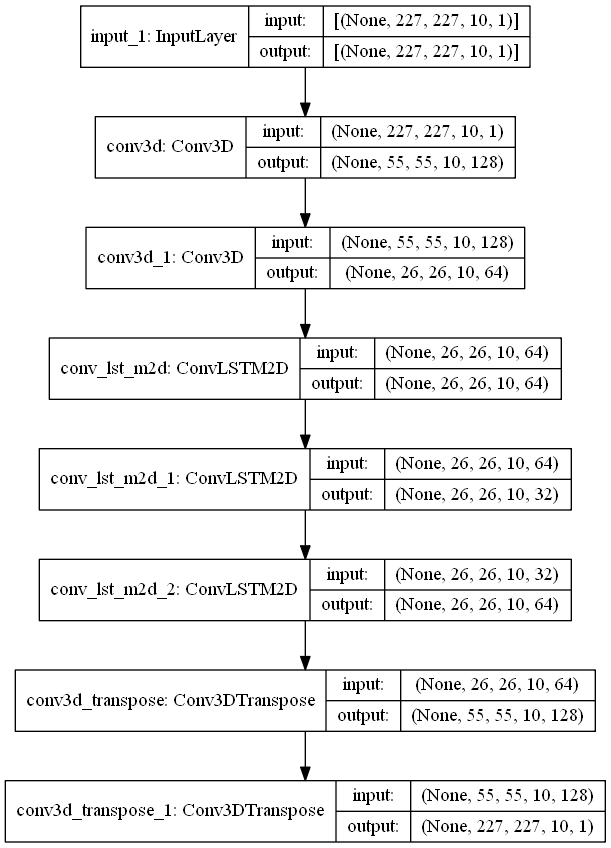 input_1: InputLayer
input: [(None, 227, 227, 10, 1)]
output: [(None, 227, 227, 10, 1)]
conv3d: Conv3D
input: (None, 227, 227, 10, 1)
output: (None, 55, 55, 10, 128)
conv3d_1: Conv3D
input: (None, 55, 55, 10, 128)
output: (None, 26, 26, 10, 64)
conv_lst_m2d: ConvLSTM2D
input: (None, 26, 26, 10, 64)
output: (None, 26, 26, 10, 64)
conv_lst_m2d_1: ConvLSTM2D
input: (None, 26, 26, 10, 64)
output: (None, 26, 26, 10, 32)
conv_lst_m2d_2: ConvLSTM2D
input: (None, 26, 26, 10, 32)
output: (None, 26, 26, 10, 64)
conv3d_transpose: Conv3DTranspose
input: (None, 26, 26, 10, 64)
output: (None, 55, 55, 10, 128)
conv3d_transpose_1: Conv3DTranspose
input: (None, 55, 55, 10, 128)
output: (None, 227, 227, 10, 1)